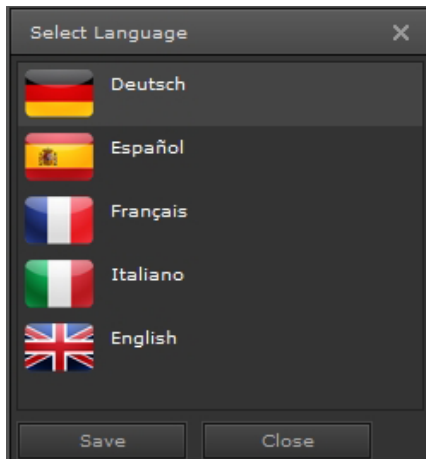 Select Language
Deutsch
Español
Français
Italiano
English
Save
Close